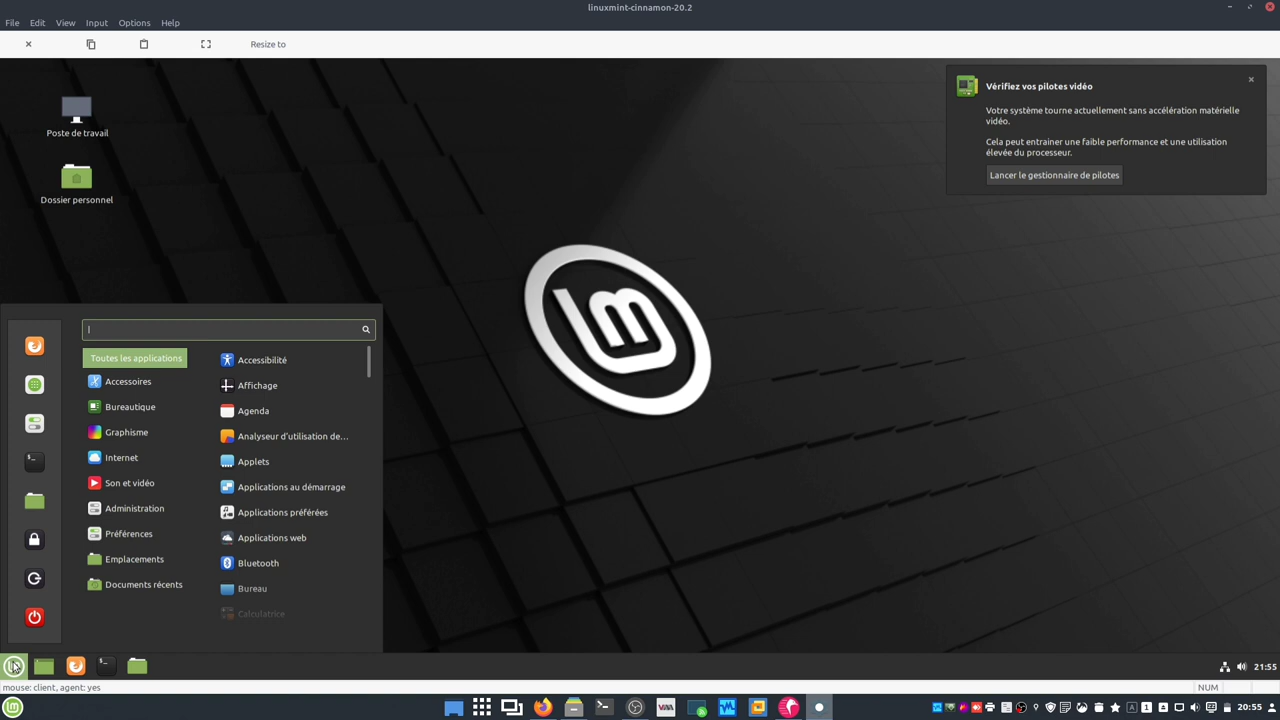 linuxmint-cinnamon-20.2
File Edit View Input Options Help
Resize to
Poste de travail
Dossier personnel
Vérifiez vos pilotes vidéo
Votre système tourne actuellement sans accélération matérielle
vidéo.
Cela peut entrainer une faible performance et une utilisation
élevée du processeur.
Lancer le gestionnaire de pilotes
Toutes les applications
Accessoires
Bureautique
Graphisme
Internet
Son et vidéo
Administration
Préférences
Emplacements
Documents récents
Accessibilité
Affichage
Agenda
Analyseur d'utilisation de...
Applets
Applications au démarrage
Applications préférées
Applications web
Bluetooth
Bureau
Calculatrice
21:55
mouse: client, agent: yes
NUM
20:55